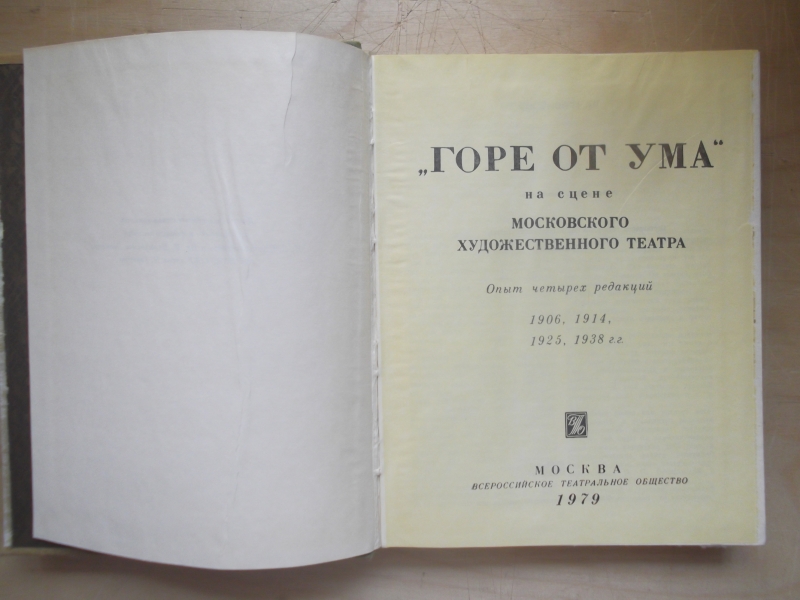 „ГОРЕ ОТ УМА“
на сцене
МОСКОВСКОГО
ХУДОЖЕСТВЕННОГО ТЕАТРА
Опыт четырех редакций
1906, 1914,
1925, 1938 г.г.
ВТО
МОСКВА
ВСЕРОССИЙСКОЕ ТЕАТРАЛЬНОЕ ОБЩЕСТВО
1979